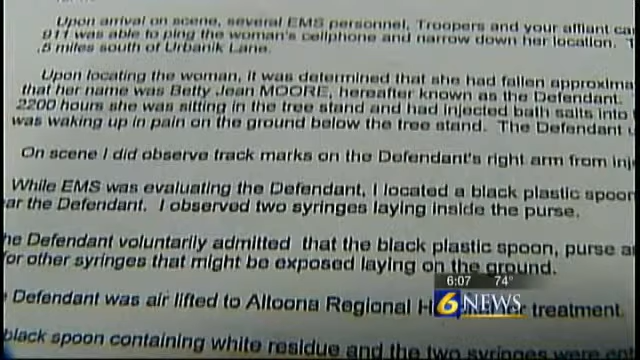 Upon arrival on scene, several EMS personnel, Troopers and your affiant
911 was able to ping the woman's cellphone and narrow down her location.
.5 miles south of Urbanik Lane.
Upon locating the woman, it was determined that she had fallen
that her name was Betty Jean MOORE, hereafter known as the Defendant.
2200 hours she was sitting in the tree stand and had injected bath salts into
was waking up in pain on the ground below the tree stand. The Defendant
On scene I did observe track marks on the Defendant's right arm from
While EMS was evaluating the Defendant, I located a black plastic spoon
the Defendant. I observed two syringes laying inside the purse.
Defendant voluntarily admitted that the black plastic spoon, purse
for other syringes that might be exposed laying on the ground.
Defendant was air lifted to Altoona Regional treatment.
black spoon containing white residue and the two syringes were
6:07 74°
6 NEWS